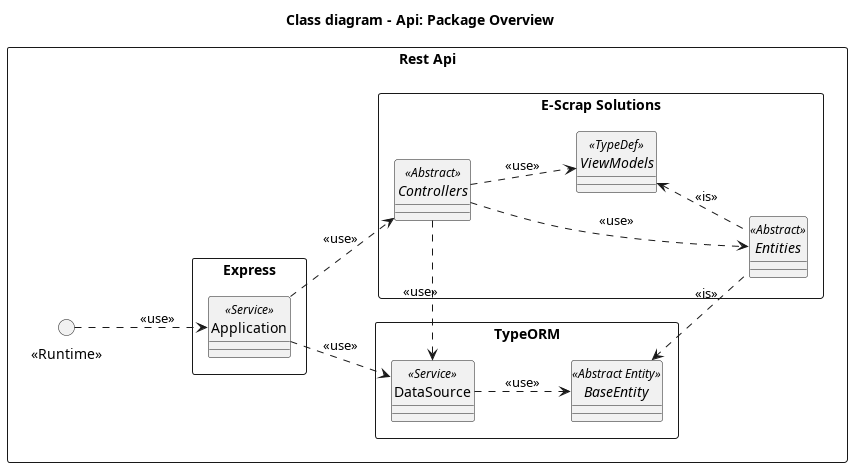 Class diagram - Api: Package Overview
Rest Api
E-Scrap Solutions
«TypeDef»
ViewModels
«Abstract»
Controllers
«use»
«is»
«use»
«Abstract»
Entities
«use»
Express
«Service»
Application
«use»
«is»
«use»
«Runtime»
TypeORM
«use»
«Service»
DataSource
«use»
«Abstract Entity»
BaseEntity